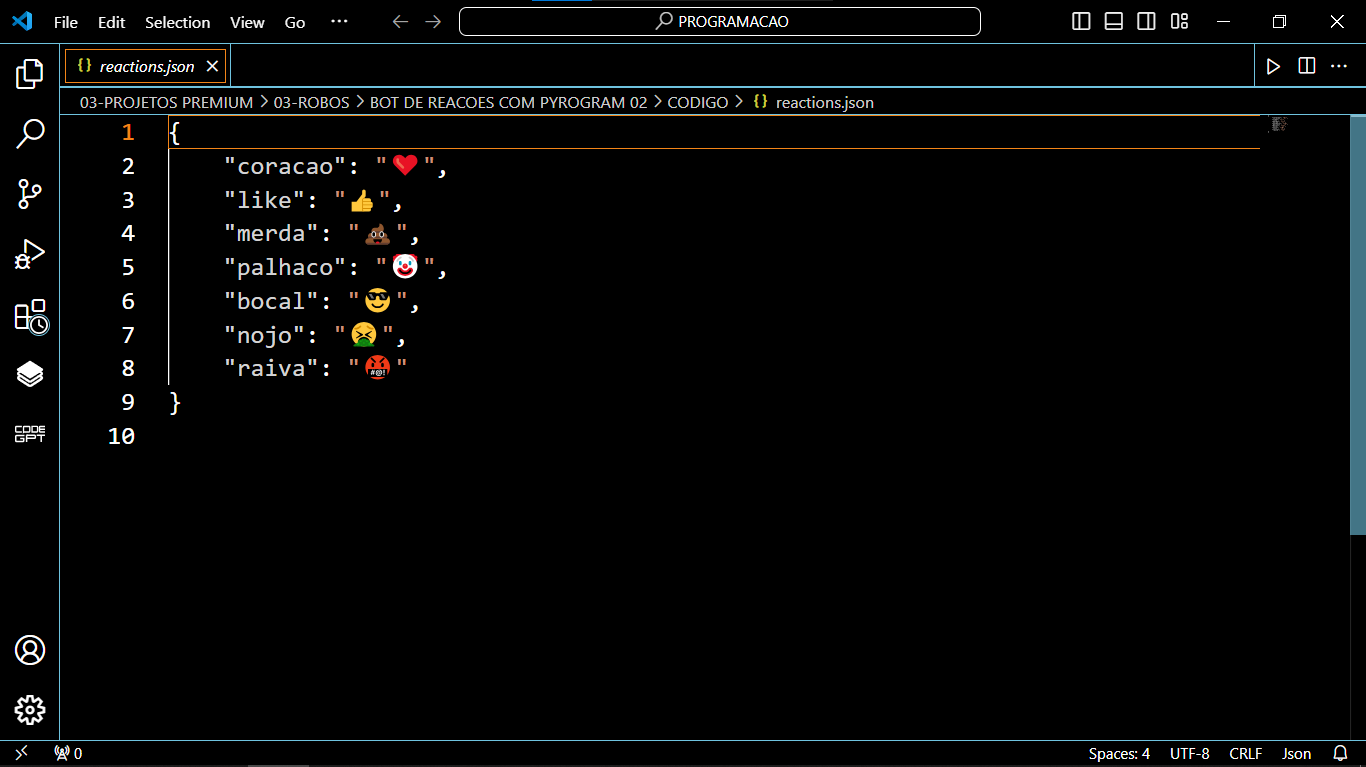 File Edit Selection View Go ··· PROGRAMACAO
{} reactions.json
03-PROJETOS PREMIUM > 03-ROBOS > BOT DE REACOES COM PYROGRAM 02 > CODIGO > {} reactions.json
1 {
2 "coracao": "❤️",
3 "like": "👍",
4 "merda": "💩",
5 "palhaco": "🤡",
6 "bocal": "😎",
7 "nojo": "🤮",
8 "raiva": "🤬"
9 }
10
CODE
GPT
0 Spaces: 4 UTF-8 CRLF Json